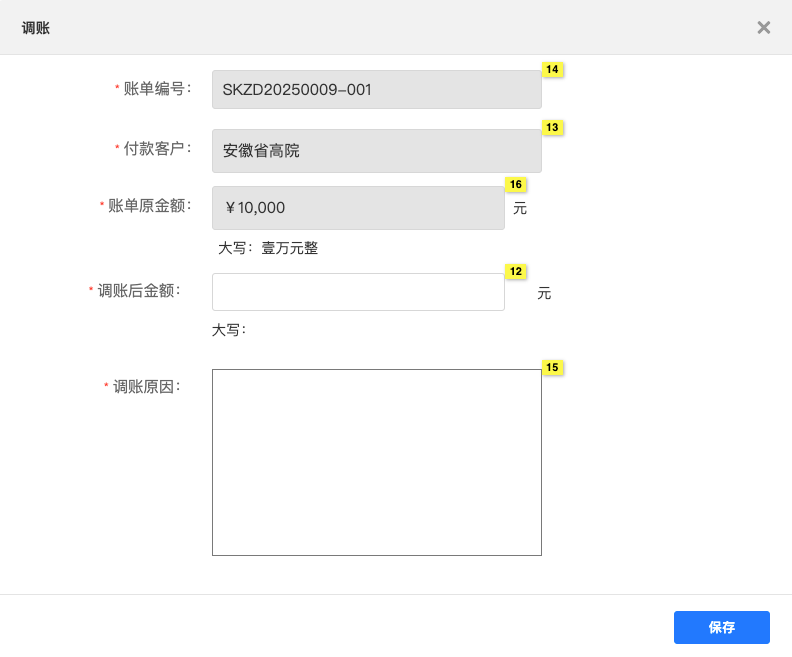 调账
* 账单编号： SKZD20250009-001 14
* 付款客户： 安徽省高院 13
* 账单原金额： ￥10,000 元 16
大写：壹万元整
* 调账后金额： 元 12
大写：
* 调账原因： 15
保存